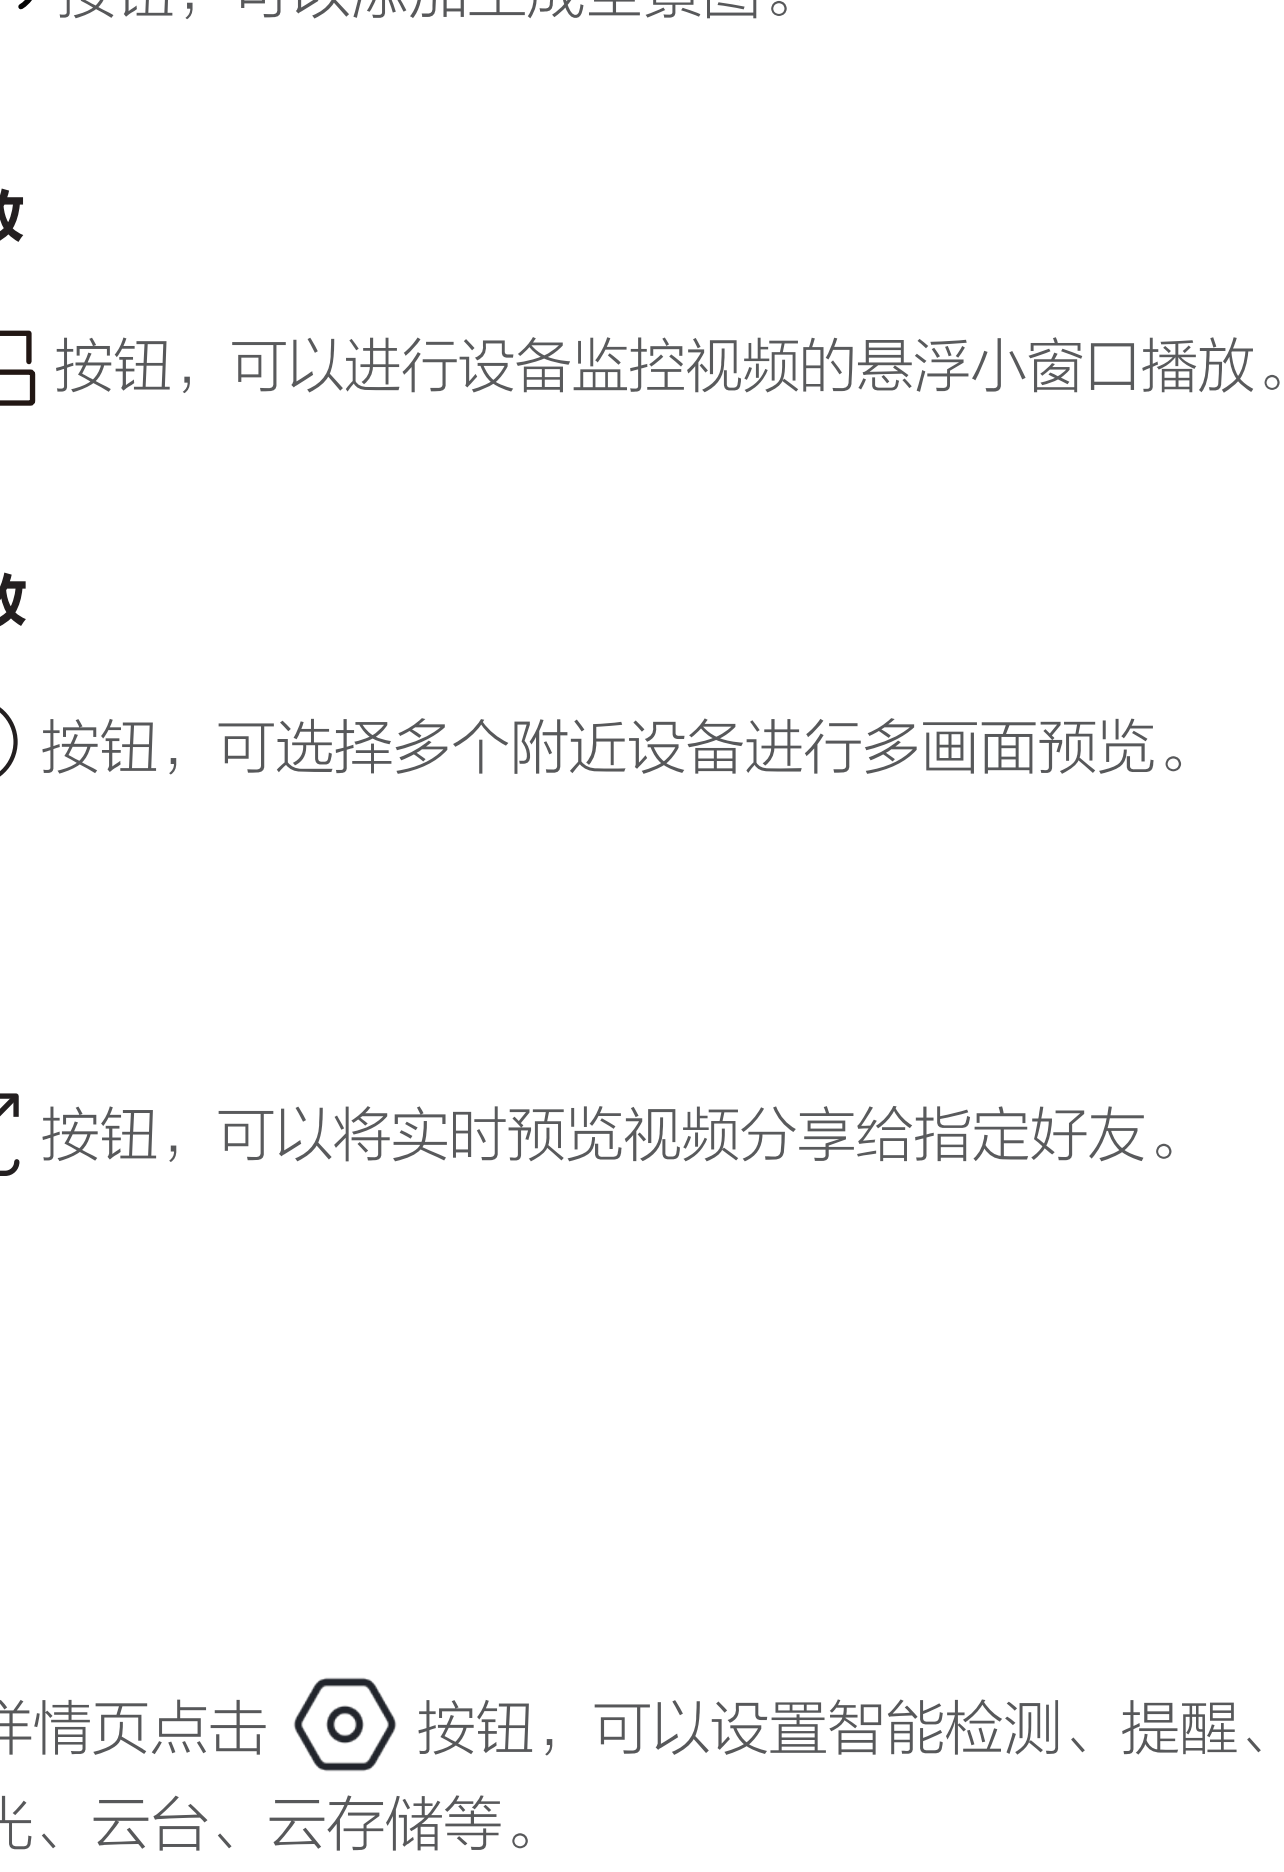 按钮，可以添加生成全景图。
放
按钮，可以进行设备监控视频的悬浮小窗口播放。
放
按钮，可选择多个附近设备进行多画面预览。
按钮，可以将实时预览视频分享给指定好友。
详情页点击 按钮，可以设置智能检测、提醒、
光、云台、云存储等。